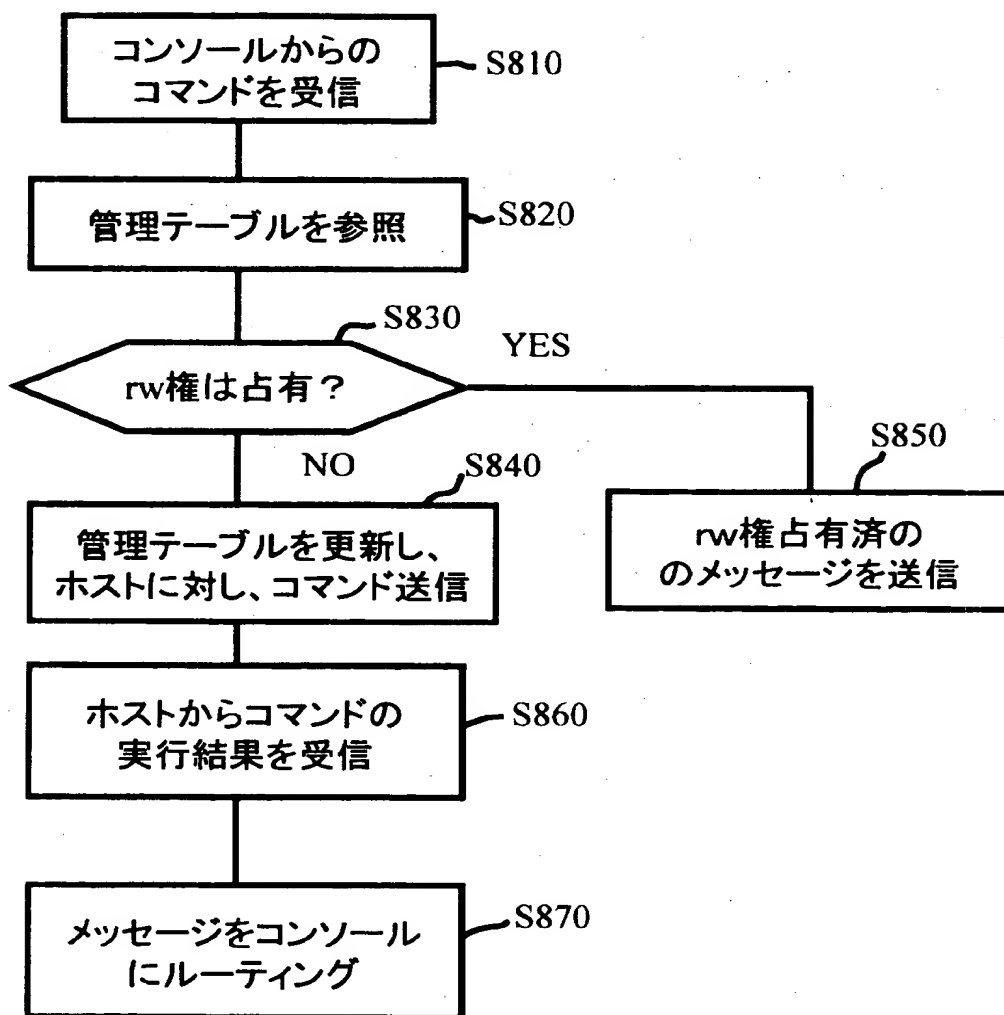 コンソールからの
コマンドを受信
S810
管理テーブルを参照
S820
S830
rw権は占有？
YES
NO
S840
管理テーブルを更新し、
ホストに対し、コマンド送信
S850
rw権占有済の
のメッセージを送信
ホストからコマンドの
実行結果を受信
S860
メッセージをコンソール
にルーティング
S870